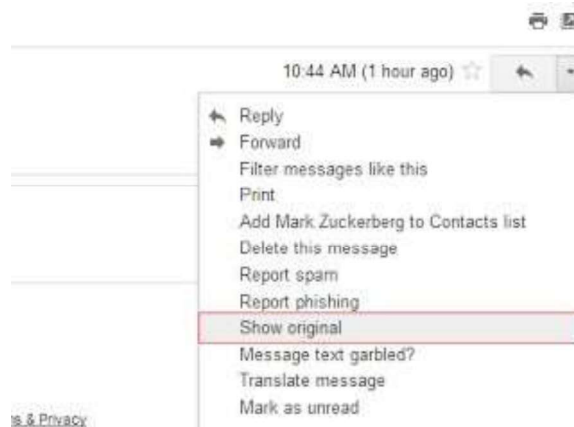 10:44 AM (1 hour ago)
Reply
Forward
Filter messages like this
Print
Add Mark Zuckerberg to Contacts list
Delete this message
Report spam
Report phishing
Show original
Message text garbled?
Translate message
Mark as unread
& Privacy